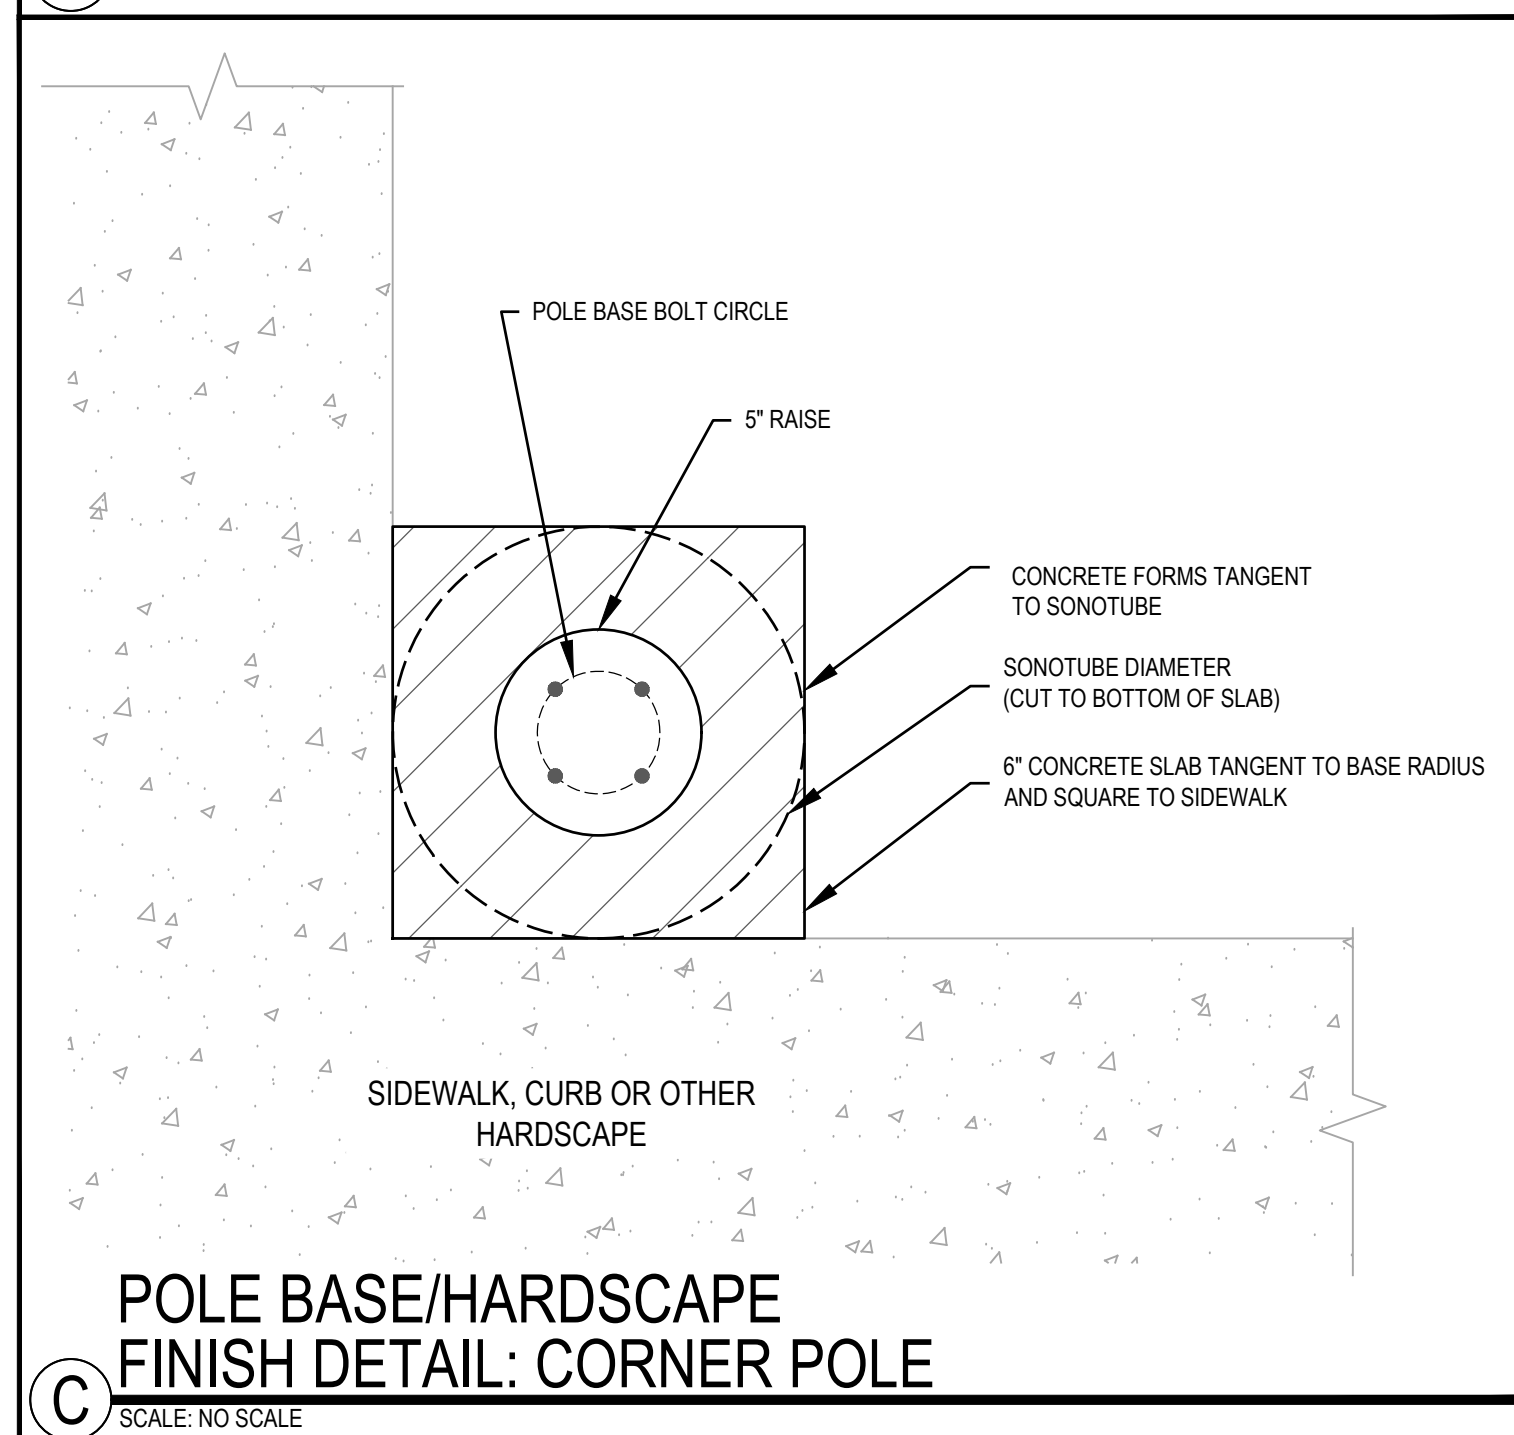 POLE BASE BOLT CIRCLE
5" RAISE
CONCRETE FORMS TANGENT
TO SONOTUBE
SONOTUBE DIAMETER
(CUT TO BOTTOM OF SLAB)
6" CONCRETE SLAB TANGENT TO BASE RADIUS
AND SQUARE TO SIDEWALK
SIDEWALK, CURB OR OTHER
HARDSCAPE
POLE BASE/HARDSCAPE
FINISH DETAIL: CORNER POLE
C
SCALE: NO SCALE